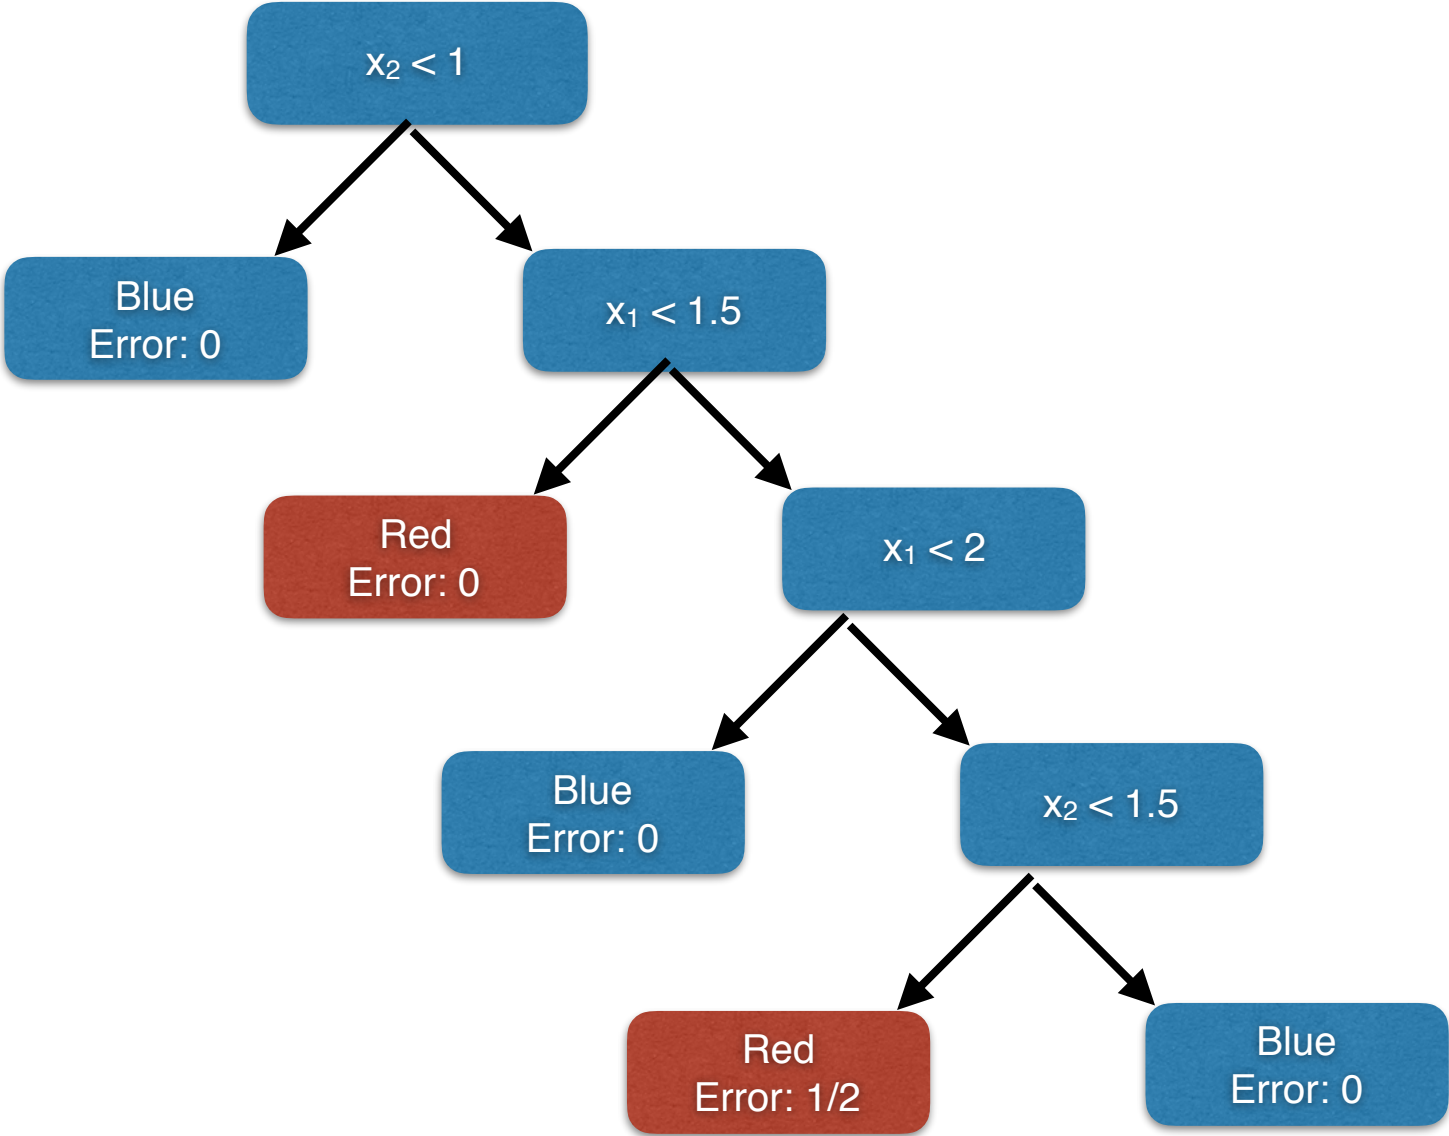 x₂ < 1
Blue
Error: 0
x₁ < 1.5
Red
Error: 0
x₁ < 2
Blue
Error: 0
x₂ < 1.5
Red
Error: 1/2
Blue
Error: 0